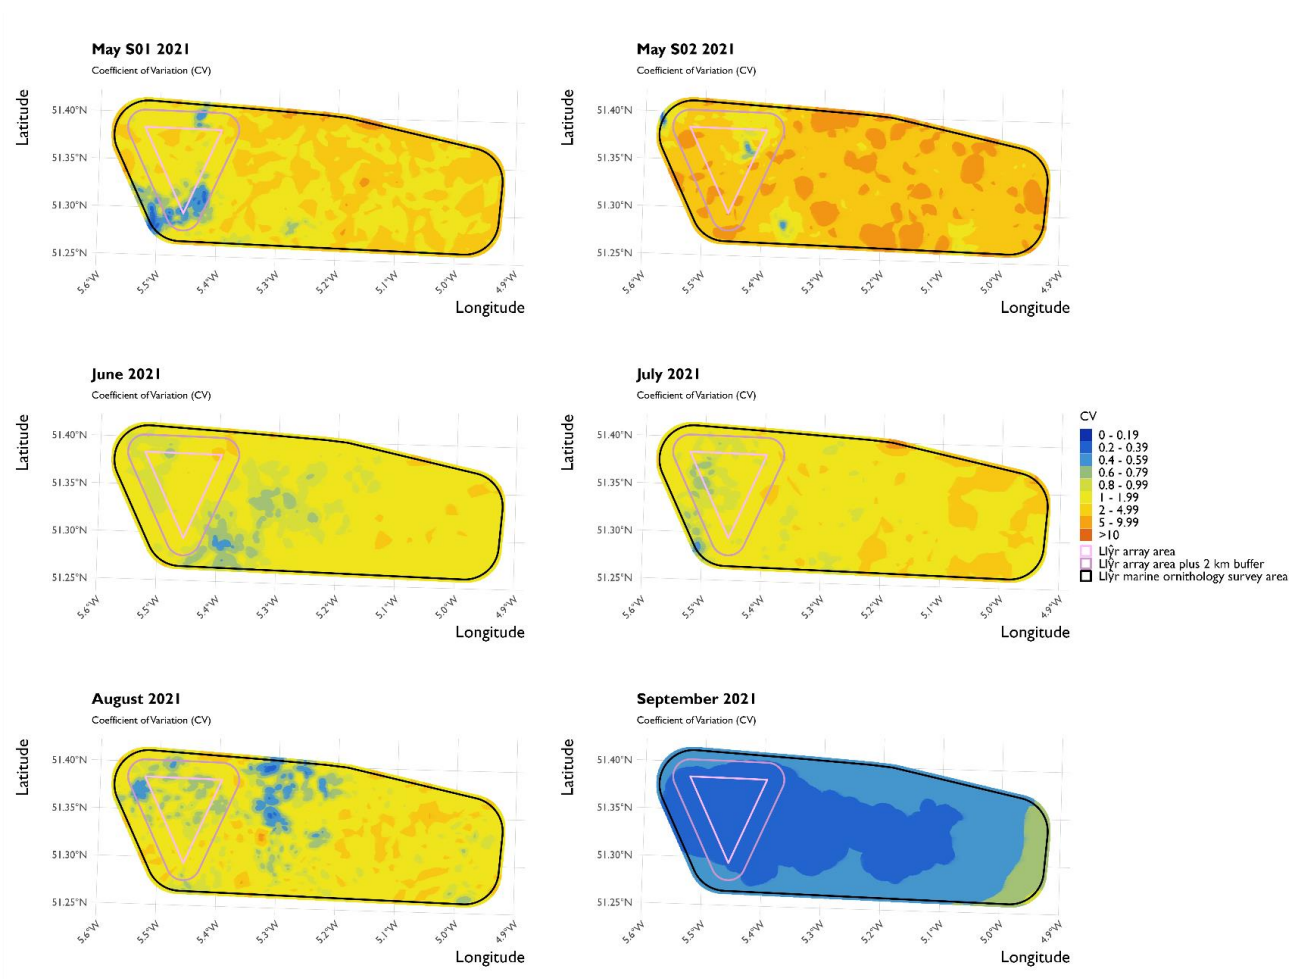 May S01 2021
Coefficient of Variation (CV)
Latitude
51.40°N
51.35°N
51.30°N
51.25°N
5.6°W
5.5°W
5.4°W
5.3°W
5.2°W
5.1°W
5.0°W
4.9°W
Longitude
May S02 2021
Coefficient of Variation (CV)
Latitude
51.40°N
51.35°N
51.30°N
51.25°N
5.6°W
5.5°W
5.4°W
5.3°W
5.2°W
5.1°W
5.0°W
4.9°W
Longitude
June 2021
Coefficient of Variation (CV)
Latitude
51.40°N
51.35°N
51.30°N
51.25°N
5.6°W
5.5°W
5.4°W
5.3°W
5.2°W
5.1°W
5.0°W
4.9°W
Longitude
July 2021
Coefficient of Variation (CV)
Latitude
51.40°N
51.35°N
51.30°N
51.25°N
5.6°W
5.5°W
5.4°W
5.3°W
5.2°W
5.1°W
5.0°W
4.9°W
Longitude
CV
0 - 0.19
0.2 - 0.39
0.4 - 0.59
0.6 - 0.79
0.8 - 0.99
1 - 1.99
2 - 4.99
5 - 9.99
>10
Llŷr array area
Llŷr array area plus 2 km buffer
Llŷr marine ornithology survey area
August 2021
Coefficient of Variation (CV)
Latitude
51.40°N
51.35°N
51.30°N
51.25°N
5.6°W
5.5°W
5.4°W
5.3°W
5.2°W
5.1°W
5.0°W
4.9°W
Longitude
September 2021
Coefficient of Variation (CV)
Latitude
51.40°N
51.35°N
51.30°N
51.25°N
5.6°W
5.5°W
5.4°W
5.3°W
5.2°W
5.1°W
5.0°W
4.9°W
Longitude